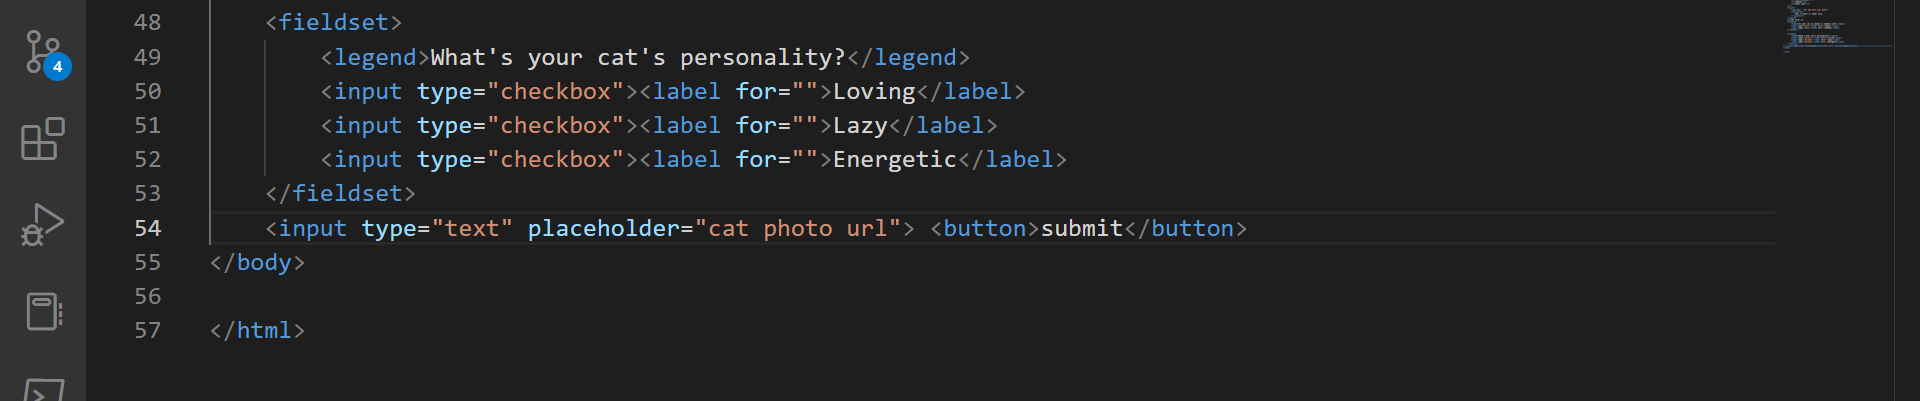 48 <fieldset>
49 <legend>What's your cat's personality?</legend>
4
50 <input type="checkbox"><label for="">Loving</label>
51 <input type="checkbox"><label for="">Lazy</label>
52 <input type="checkbox"><label for="">Energetic</label>
53 </fieldset>
54 <input type="text" placeholder="cat photo url"> <button>submit</button>
55 </body>
56
57 </html>